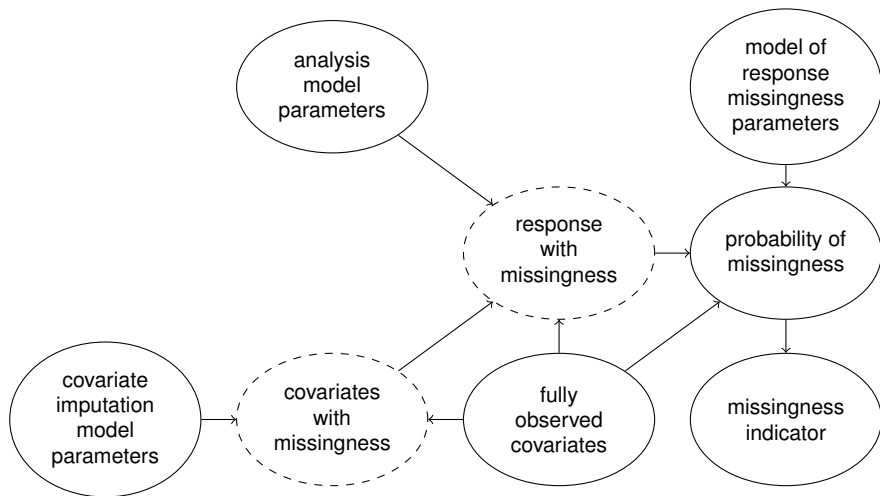 analysis
model
parameters
model of
response
missingness
parameters
response
with
missingness
probability of
missingness
covariate
imputation
model
parameters
covariates
with
missingness
fully
observed
covariates
missingness
indicator